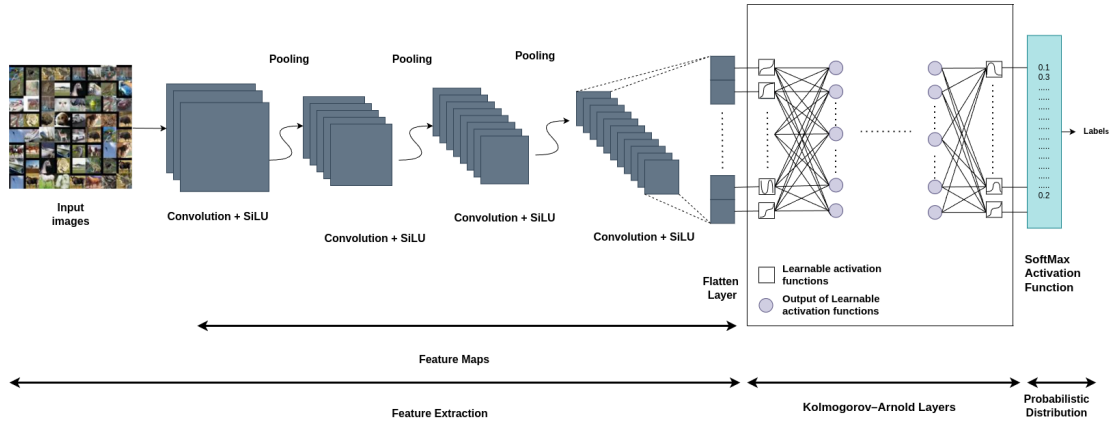 Pooling
Pooling
Pooling
Input
images
Convolution + SiLU
Convolution + SiLU
Convolution + SiLU
Convolution + SiLU
Flatten
Layer
Learnable activation
functions
Output of Learnable
activation functions
0.1
0.3
.....
.....
.....
.....
.....
.....
.....
.....
.....
.....
.....
0.2
Labels
SoftMax
Activation
Function
Feature Maps
Feature Extraction
Kolmogorov–Arnold Layers
Probabilistic
Distribution